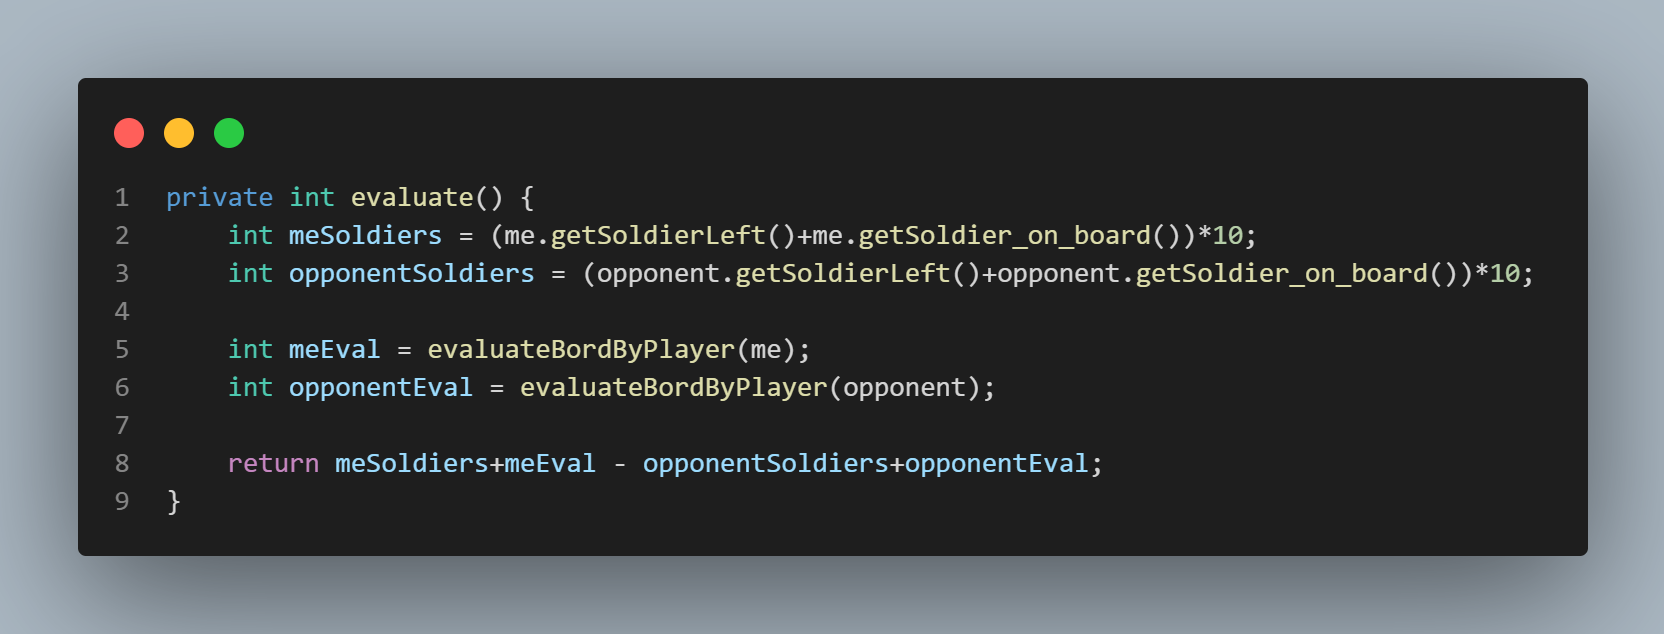 1 private int evaluate() {
2 int meSoldiers = (me.getSoldierLeft()+me.getSoldier_on_board())*10;
3 int opponentSoldiers = (opponent.getSoldierLeft()+opponent.getSoldier_on_board())*10;
4
5 int meEval = evaluateBordByPlayer(me);
6 int opponentEval = evaluateBordByPlayer(opponent);
7
8 return meSoldiers+meEval - opponentSoldiers+opponentEval;
9 }